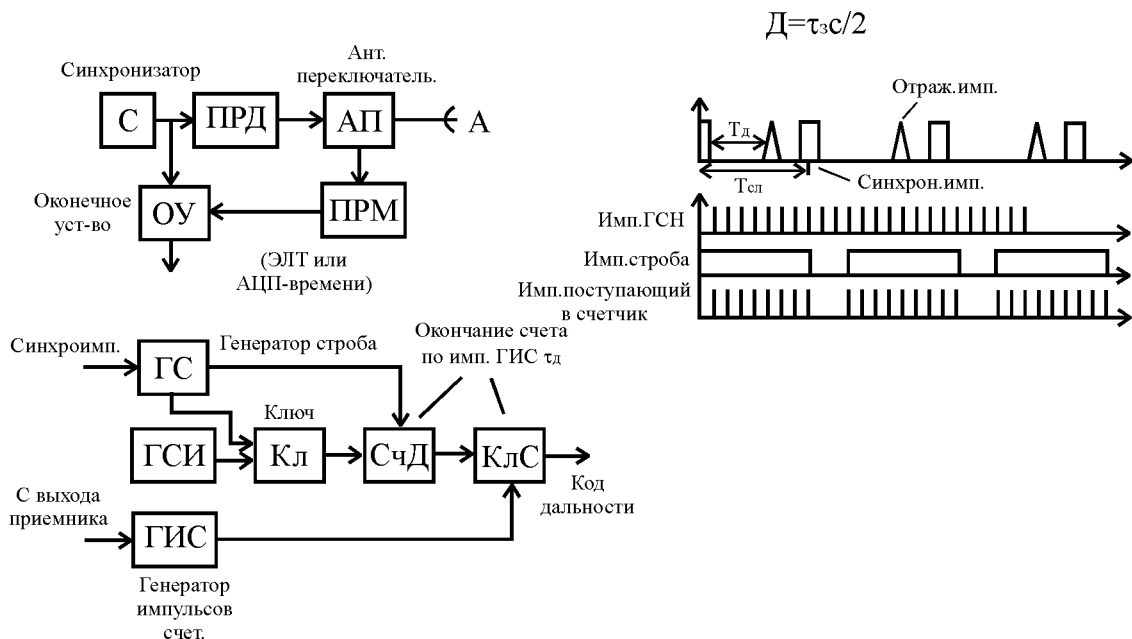 Д=τзс/2
Ант.
переключатель.
Синхронизатор
С
ПРД
АП
А
Оконечное
уст-во
ОУ
ПРМ
(ЭЛТ или
АЦП-времени)
Отраж.имп.
Тд
Тсл
Синхрон.имп.
Имп.ГСН
Имп.строба
Имп.поступающий
в счетчик
Синхроимп.
ГС
Генератор строба
Окончание счета
по имп. ГИС τд
Ключ
ГСИ
Кл
СчД
КлС
Код
дальности
С выхода
приемника
ГИС
Генератор
импульсов
счет.